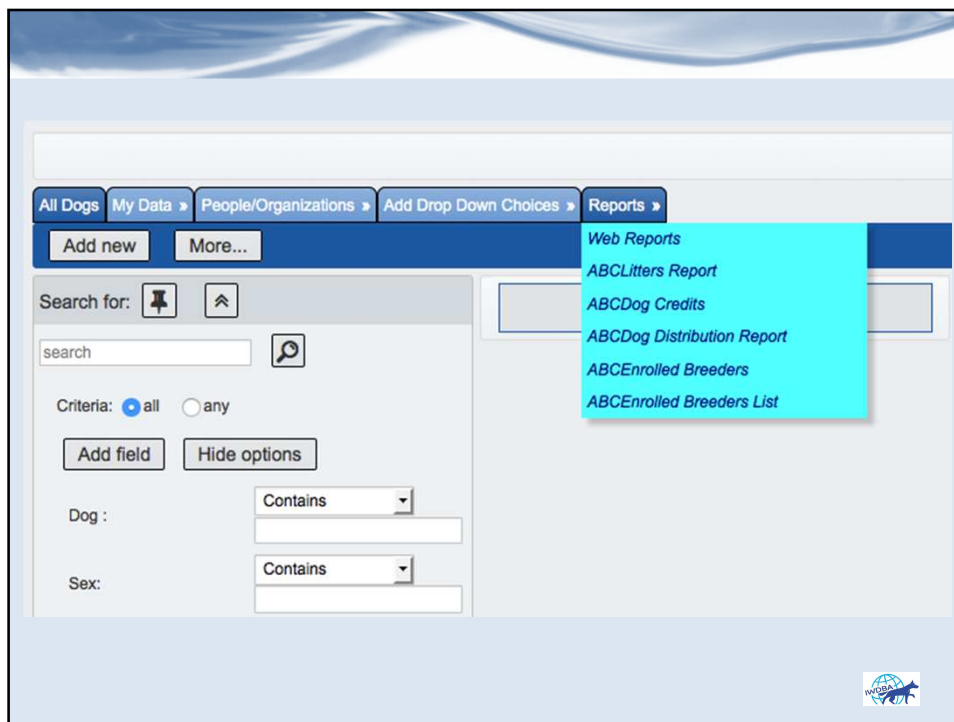 All Dogs My Data » People/Organizations » Add Drop Down Choices » Reports »
Add new More...
Web Reports
ABCLitters Report
ABCDog Credits
ABCDog Distribution Report
ABCEnrolled Breeders
ABCEnrolled Breeders List
Search for:
search
Criteria: all any
Add field Hide options
Dog : Contains
Sex: Contains
IWDBA